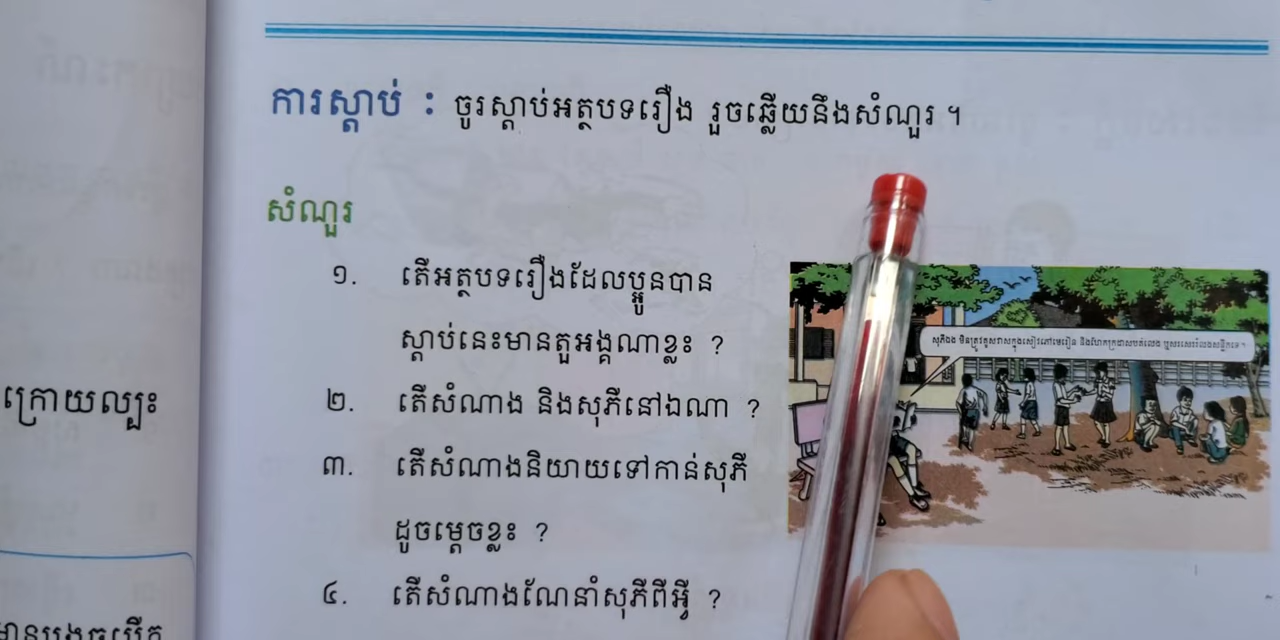 ការស្ដាប់ ៖ ចូរស្ដាប់អត្ថបទរឿង រួចឆ្លើយនឹងសំណួរ ។
សំណួរ
១. តើអត្ថបទរឿងដែលប្អូនបាន
ស្ដាប់នេះមានតួអង្គណាខ្លះ ?
២. តើសំណាង និងសុភីនៅឯណា ?
៣. តើសំណាងនិយាយទៅកាន់សុភី
ដូចម្ដេចខ្លះ ?
៤. តើសំណាងណែនាំសុភីពីអ្វី ?
ក្រោយល្បះ